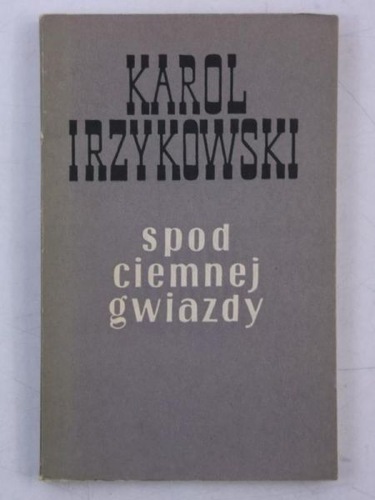 KAROL
IRZYKOWSKI
spod
ciemnej
gwiazdy